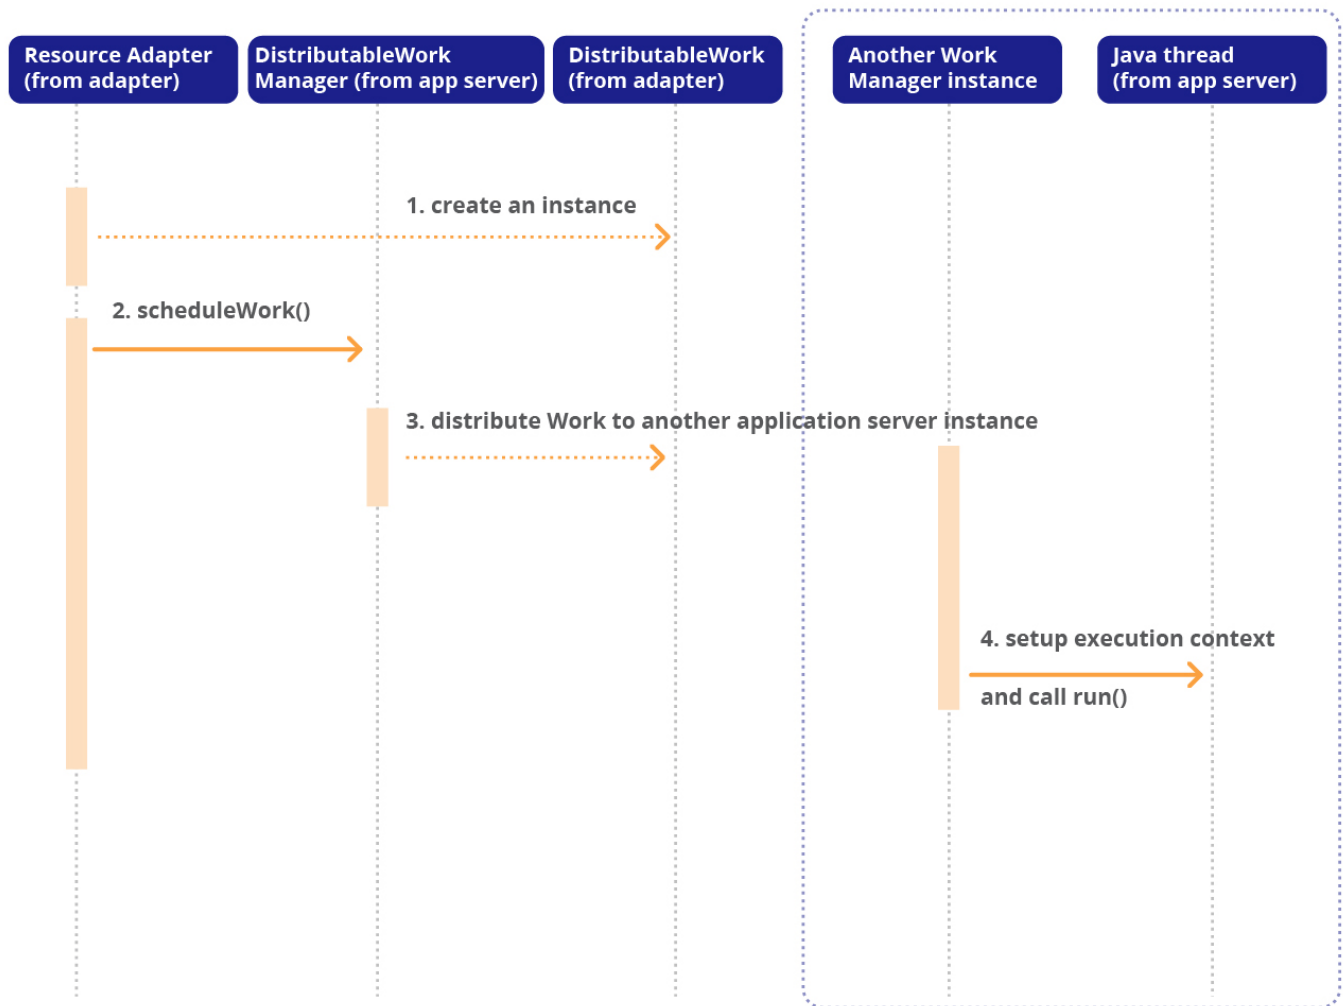 Resource Adapter
(from adapter)
DistributableWork
Manager (from app server)
DistributableWork
(from adapter)
Another Work
Manager instance
Java thread
(from app server)
1. create an instance
2. scheduleWork()
3. distribute Work to another application server instance
4. setup execution context
and call run()